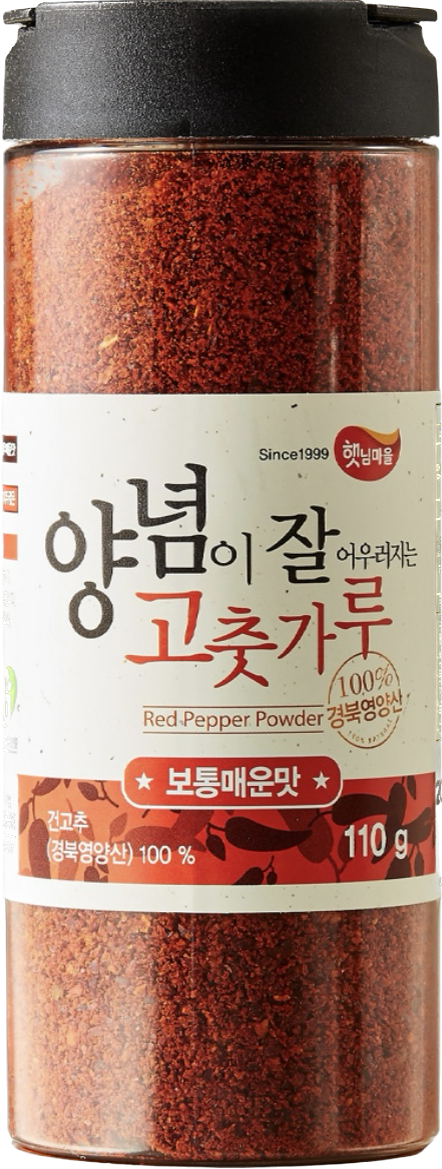 Since1999
햇님마을
양념이 잘 어우러지는
고춧가루
100%
경북영양산
100% NATURAL
Red Pepper Powder
★ 보통매운맛 ★
건고추
(경북영양산) 100 %
110 g